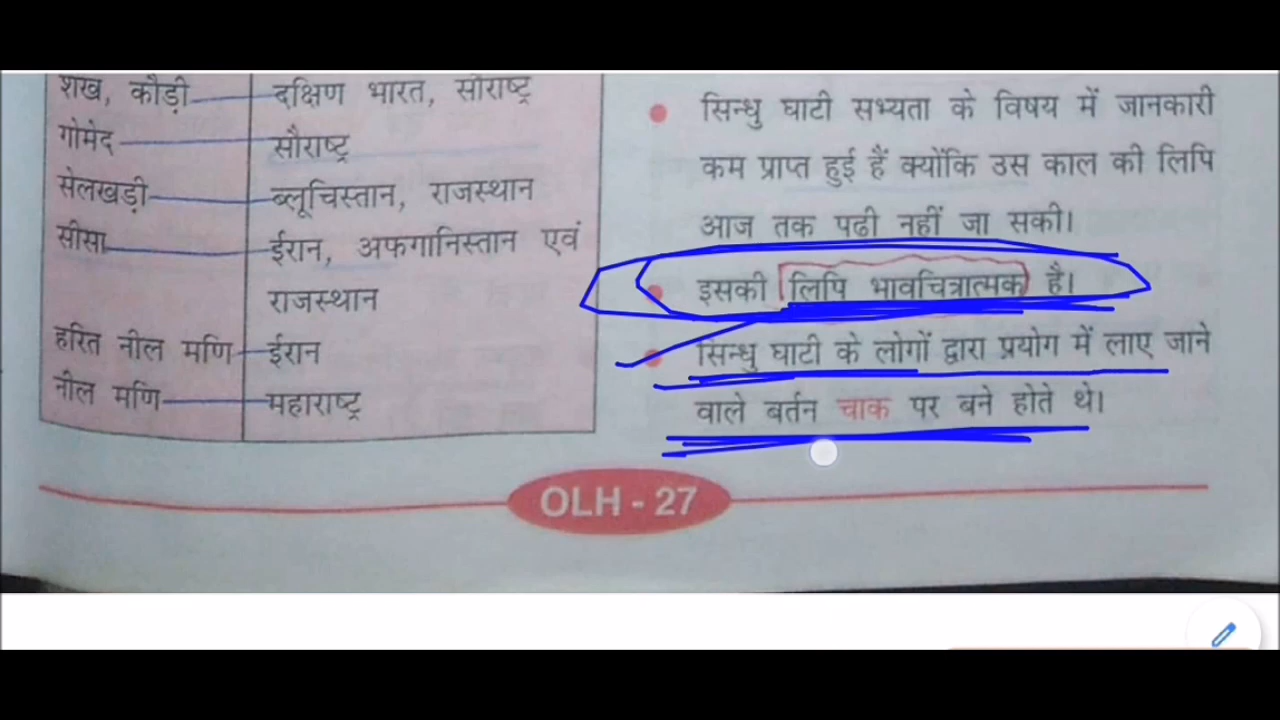 शंख, कौड़ी दक्षिण भारत, सौराष्ट्र
गोमेद सौराष्ट्र
सेलखड़ी ब्लूचिस्तान, राजस्थान
सीसा ईरान, अफगानिस्तान एवं
राजस्थान
हरित नील मणि ईरान
नील मणि महाराष्ट्र
सिन्धु घाटी सभ्यता के विषय में जानकारी
कम प्राप्त हुई हैं क्योंकि उस काल की लिपि
आज तक पढी नहीं जा सकी।
इसकी लिपि भावचित्रात्मक है।
सिन्धु घाटी के लोगों द्वारा प्रयोग में लाए जाने
वाले बर्तन चाक पर बने होते थे।
OLH - 27